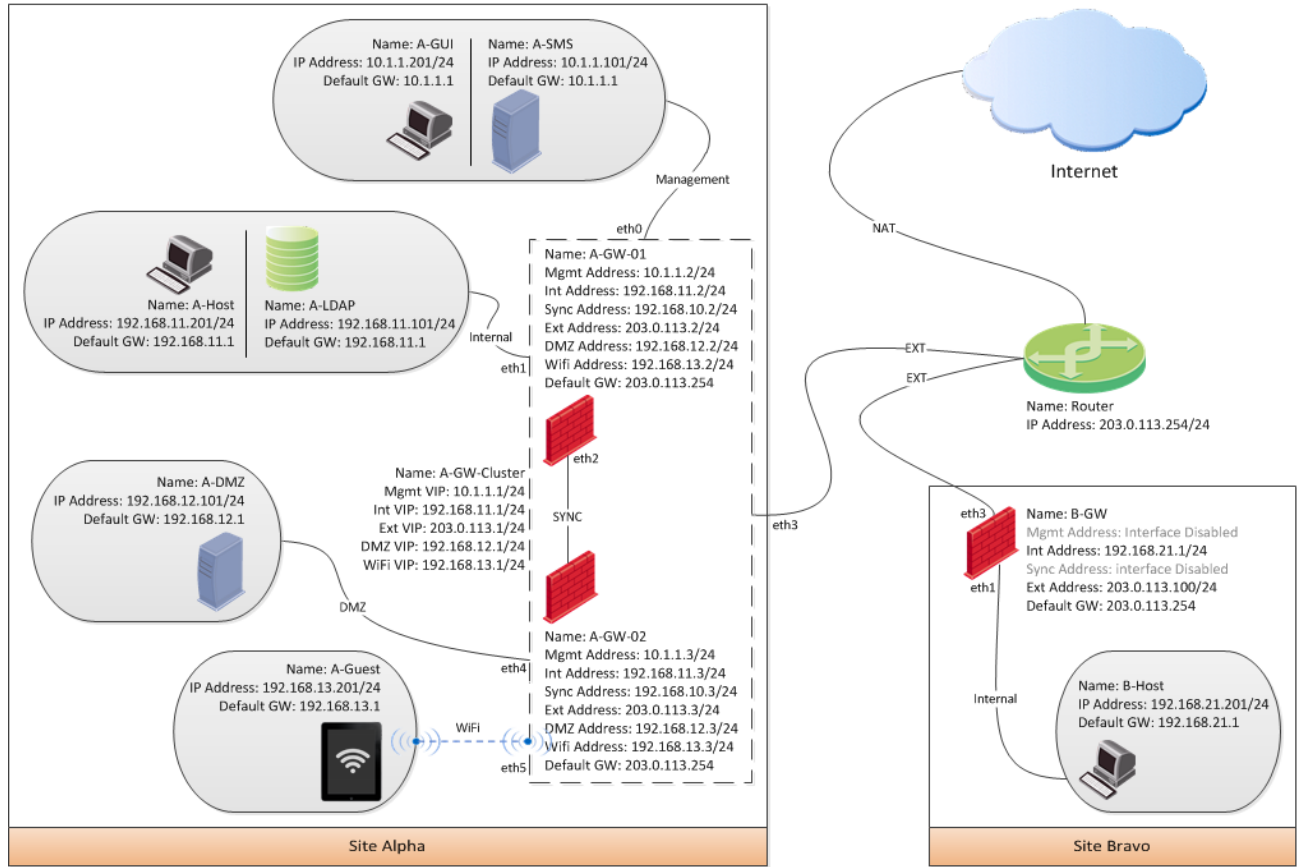 Name: A-GUI
IP Address: 10.1.1.201/24
Default GW: 10.1.1.1
Name: A-SMS
IP Address: 10.1.1.101/24
Default GW: 10.1.1.1
Management
eth0
Internet
NAT
Name: A-Host
IP Address: 192.168.11.201/24
Default GW: 192.168.11.1
Name: A-LDAP
IP Address: 192.168.11.101/24
Default GW: 192.168.11.1
Internal
eth1
Name: A-GW-01
Mgmt Address: 10.1.1.2/24
Int Address: 192.168.11.2/24
Sync Address: 192.168.10.2/24
Ext Address: 203.0.113.2/24
DMZ Address: 192.168.12.2/24
Wifi Address: 192.168.13.2/24
Default GW: 203.0.113.254
EXT
EXT
Name: Router
IP Address: 203.0.113.254/24
eth2
SYNC
Name: A-GW-Cluster
Mgmt VIP: 10.1.1.1/24
Int VIP: 192.168.11.1/24
Ext VIP: 203.0.113.1/24
DMZ VIP: 192.168.12.1/24
WiFi VIP: 192.168.13.1/24
eth3
Name: A-DMZ
IP Address: 192.168.12.101/24
Default GW: 192.168.12.1
DMZ
eth4
Name: A-GW-02
Mgmt Address: 10.1.1.3/24
Int Address: 192.168.11.3/24
Sync Address: 192.168.10.3/24
Ext Address: 203.0.113.3/24
DMZ Address: 192.168.12.3/24
Wifi Address: 192.168.13.3/24
Default GW: 203.0.113.254
Name: A-Guest
IP Address: 192.168.13.201/24
Default GW: 192.168.13.1
WiFi
eth5
Site Alpha
eth3
eth1
Name: B-GW
Mgmt Address: Interface Disabled
Int Address: 192.168.21.1/24
Sync Address: interface Disabled
Ext Address: 203.0.113.100/24
Default GW: 203.0.113.254
Internal
Name: B-Host
IP Address: 192.168.21.201/24
Default GW: 192.168.21.1
Site Bravo